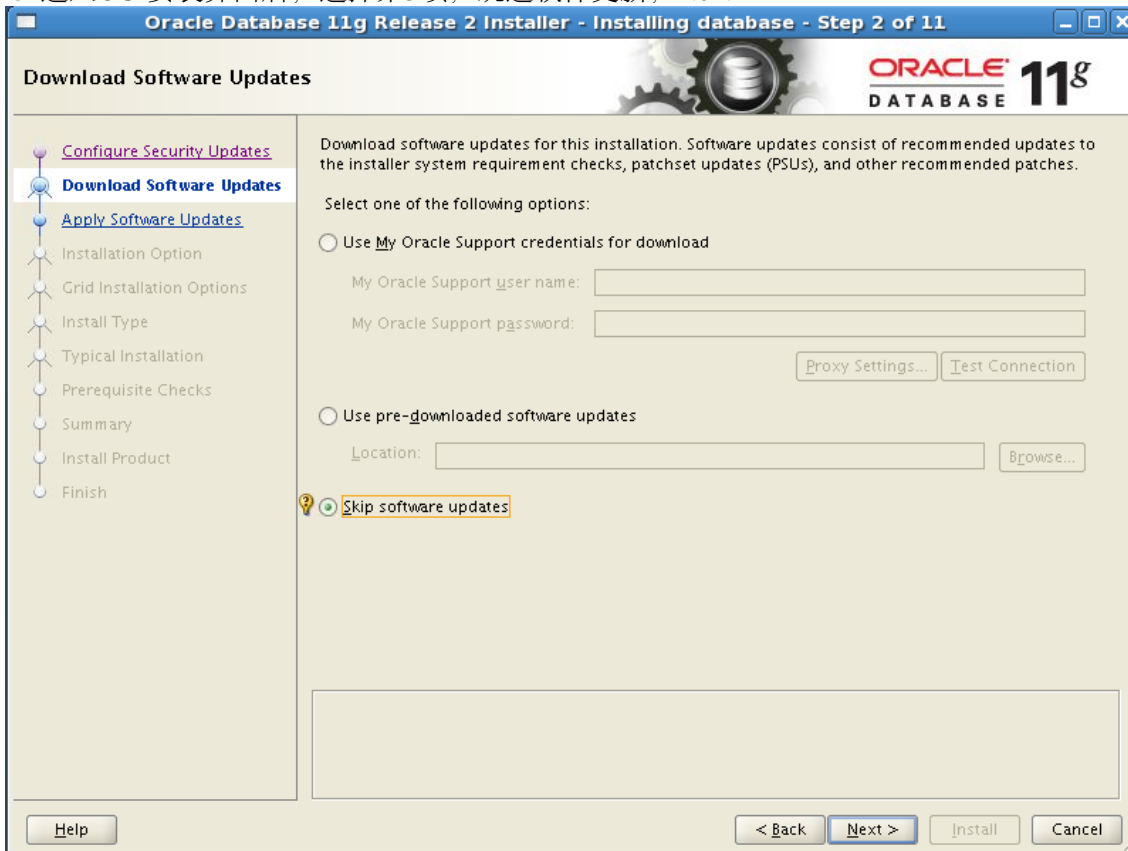 Oracle Database 11g Release 2 Installer - Installing database - Step 2 of 11
Download Software Updates
ORACLE
DATABASE
11g
Configure Security Updates
Download Software Updates
Apply Software Updates
Installation Option
Grid Installation Options
Install Type
Typical Installation
Prerequisite Checks
Summary
Install Product
Finish
Download software updates for this installation. Software updates consist of recommended updates to
the installer system requirement checks, patchset updates (PSUs), and other recommended patches.
Select one of the following options:
Use My Oracle Support credentials for download
My Oracle Support user name:
My Oracle Support password:
Proxy Settings... Test Connection
Use pre-downloaded software updates
Location: Browse...
Skip software updates
Help < Back Next > Install Cancel